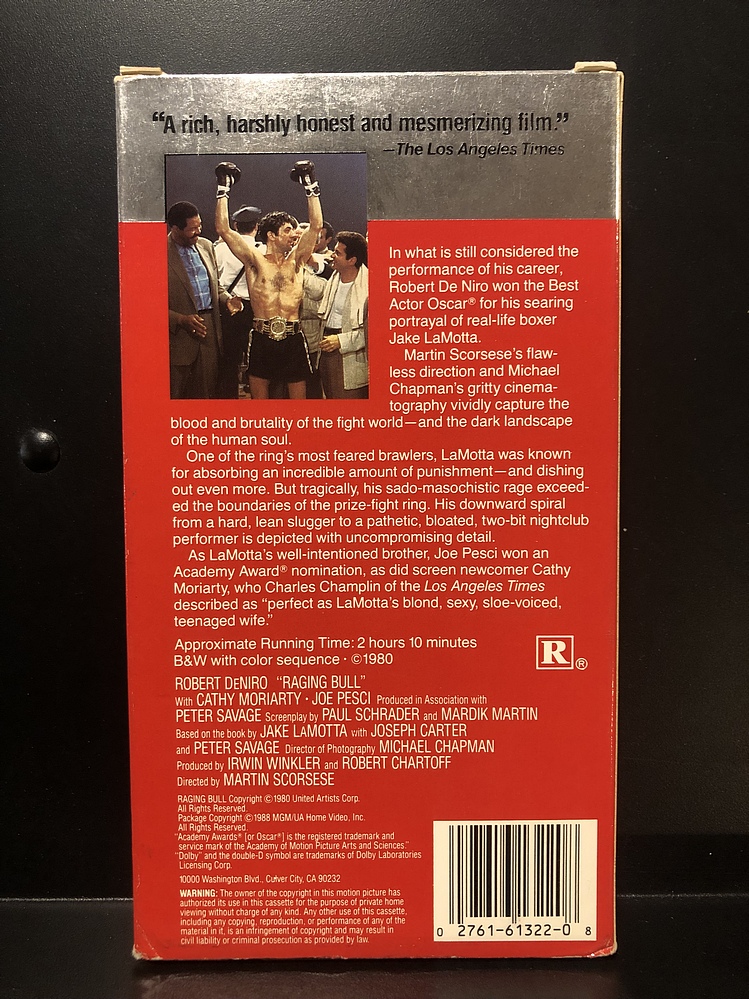 “A rich, harshly honest and mesmerizing film.”
—The Los Angeles Times
In what is still considered the
performance of his career,
Robert De Niro won the Best
Actor Oscar® for his searing
portrayal of real-life boxer
Jake LaMotta.
Martin Scorsese’s flaw-
less direction and Michael
Chapman’s gritty cinema-
tography vividly capture the
blood and brutality of the fight world—and the dark landscape
of the human soul.
One of the ring’s most feared brawlers, LaMotta was known
for absorbing an incredible amount of punishment—and dishing
out even more. But tragically, his sado-masochistic rage exceed-
ed the boundaries of the prize-fight ring. His downward spiral
from a hard, lean slugger to a pathetic, bloated, two-bit nightclub
performer is depicted with uncompromising detail.
As LaMotta’s well-intentioned brother, Joe Pesci won an
Academy Award® nomination, as did screen newcomer Cathy
Moriarty, who Charles Champlin of the Los Angeles Times
described as “perfect as LaMotta’s blond, sexy, sloe-voiced,
teenaged wife.”
Approximate Running Time: 2 hours 10 minutes
B&W with color sequence · ©1980
R®
ROBERT DeNIRO “RAGING BULL”
With CATHY MORIARTY · JOE PESCI Produced in Association with
PETER SAVAGE Screenplay by PAUL SCHRADER and MARDIK MARTIN
Based on the book by JAKE LaMOTTA with JOSEPH CARTER
and PETER SAVAGE Director of Photography MICHAEL CHAPMAN
Produced by IRWIN WINKLER and ROBERT CHARTOFF
Directed by MARTIN SCORSESE
RAGING BULL Copyright ©1980 United Artists Corp.
All Rights Reserved.
Package Copyright ©1988 MGM/UA Home Video, Inc.
All Rights Reserved.
“Academy Awards® [or Oscar®] is the registered trademark and
service mark of the Academy of Motion Picture Arts and Sciences.”
“Dolby” and the double-D symbol are trademarks of Dolby Laboratories
Licensing Corp.
10000 Washington Blvd., Culver City, CA 90232
WARNING: The owner of the copyright in this motion picture has
authorized its use in this cassette for the purpose of private home
viewing without charge of any kind. Any other use of this cassette,
including any copying, reproduction, or performance of any of the
material in it, is an infringement of copyright and may result in
civil liability or criminal prosecution as provided by law.
0 2761-61322-0 8